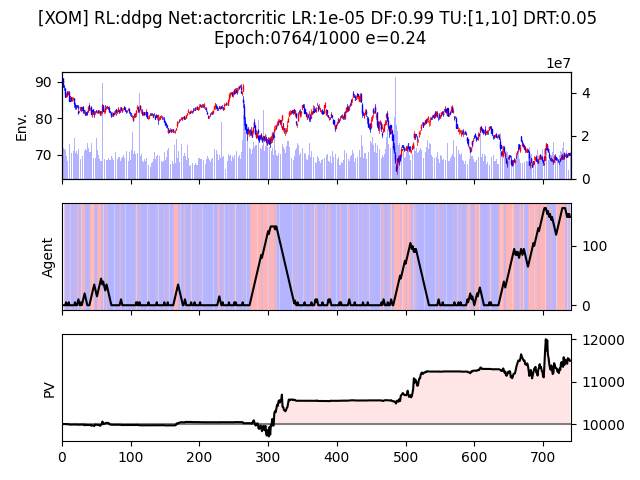 [XOM] RL:ddpg Net:actorcritic LR:1e-05 DF:0.99 TU:[1,10] DRT:0.05
Epoch:0764/1000 e=0.24
1e7
90
80
70
Env.
4
2
0
Agent
100
0
PV
12000
11000
10000
0 100 200 300 400 500 600 700